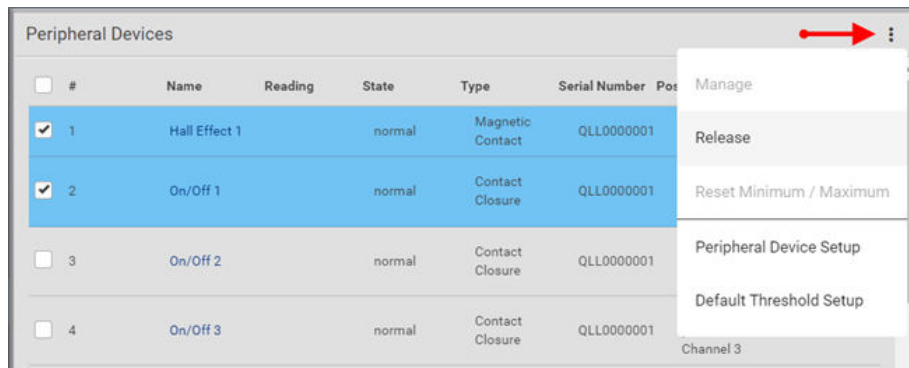 Peripheral Devices
# Name Reading State Type Serial Number Pos
Manage
1 Hall Effect 1 normal Magnetic Contact QLL0000001
Release
2 On/Off 1 normal Contact Closure QLL0000001
Reset Minimum / Maximum
3 On/Off 2 normal Contact Closure QLL0000001
Peripheral Device Setup
Default Threshold Setup
4 On/Off 3 normal Contact Closure QLL0000001
Channel 3